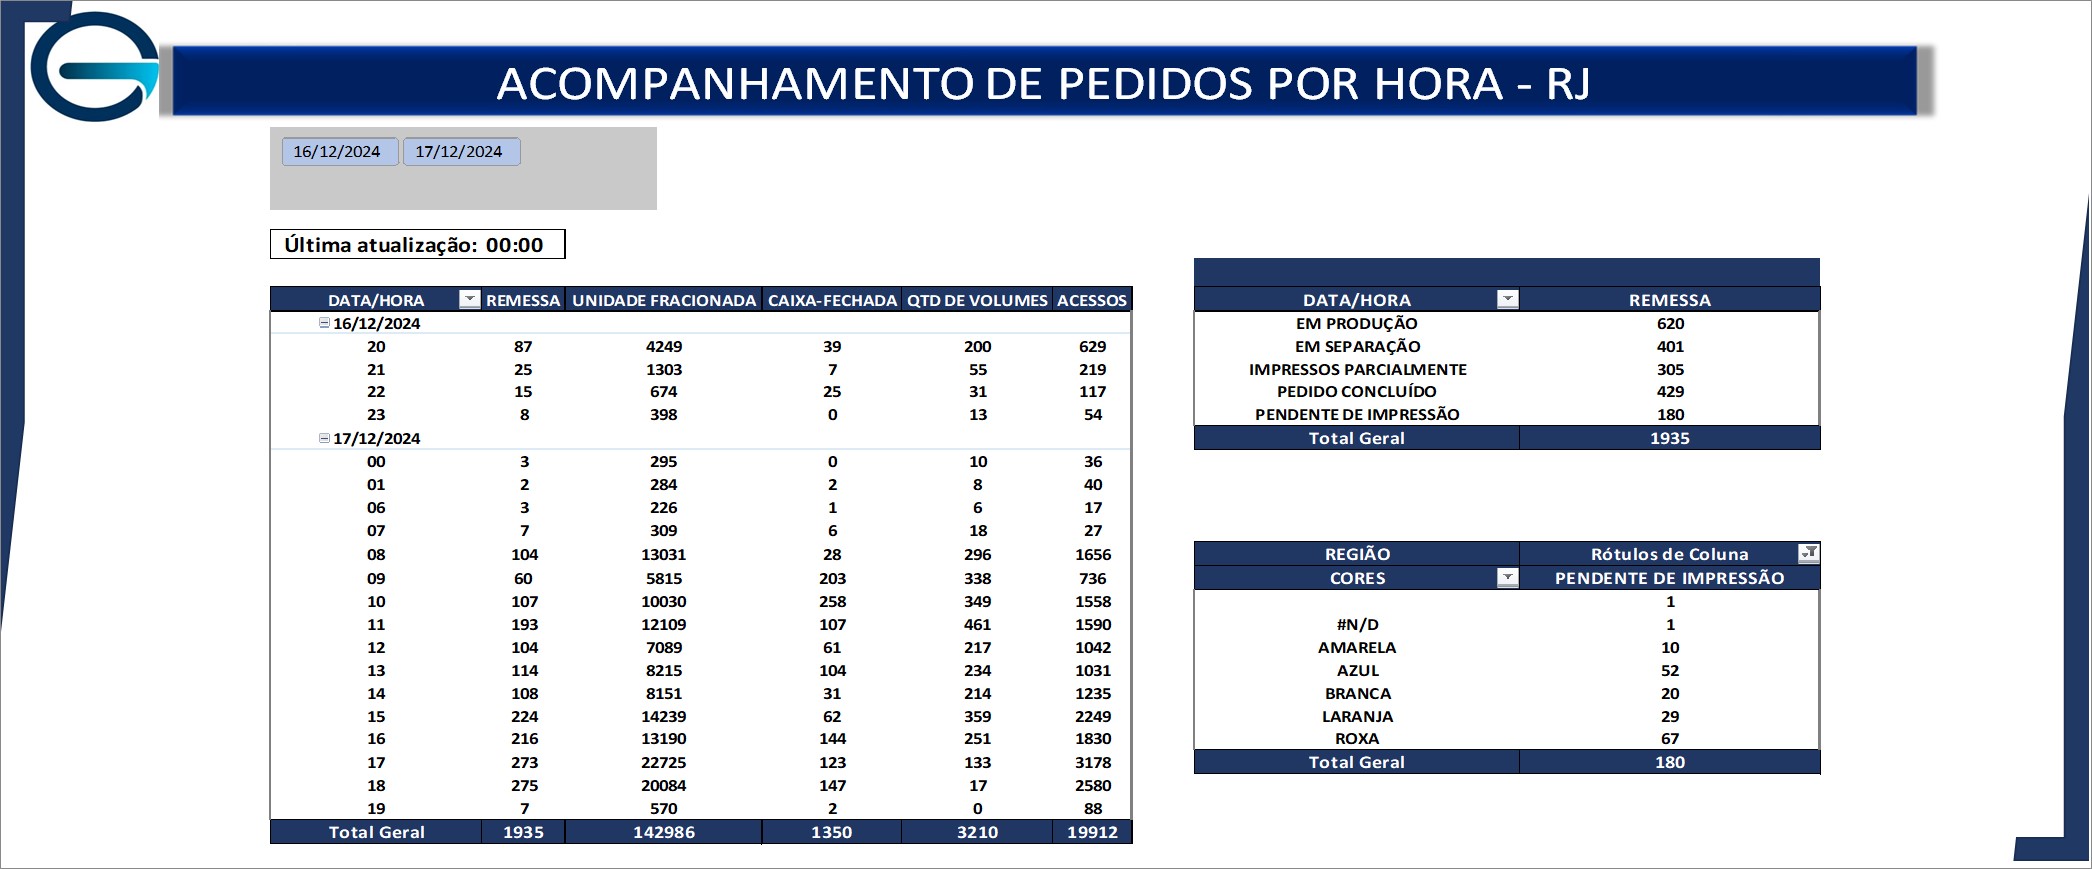 ACOMPANHAMENTO DE PEDIDOS POR HORA - RJ
16/12/2024 17/12/2024
Última atualização: 00:00
DATA/HORA REMESSA UNIDADE FRACIONADA CAIXA-FECHADA QTD DE VOLUMES ACESSOS
16/12/2024
20 87 4249 39 200 629
21 25 1303 7 55 219
22 15 674 25 31 117
23 8 398 0 13 54
17/12/2024
00 3 295 0 10 36
01 2 284 2 8 40
06 3 226 1 6 17
07 7 309 6 18 27
08 104 13031 28 296 1656
09 60 5815 203 338 736
10 107 10030 258 349 1558
11 193 12109 107 461 1590
12 104 7089 61 217 1042
13 114 8215 104 234 1031
14 108 8151 31 214 1235
15 224 14239 62 359 2249
16 216 13190 144 251 1830
17 273 22725 123 133 3178
18 275 20084 147 17 2580
19 7 570 2 0 88
Total Geral 1935 142986 1350 3210 19912
DATA/HORA REMESSA
EM PRODUÇÃO 620
EM SEPARAÇÃO 401
IMPRESSOS PARCIALMENTE 305
PEDIDO CONCLUÍDO 429
PENDENTE DE IMPRESSÃO 180
Total Geral 1935
REGIÃO Rótulos de Coluna
CORES PENDENTE DE IMPRESSÃO
1
#N/D 1
AMARELA 10
AZUL 52
BRANCA 20
LARANJA 29
ROXA 67
Total Geral 180